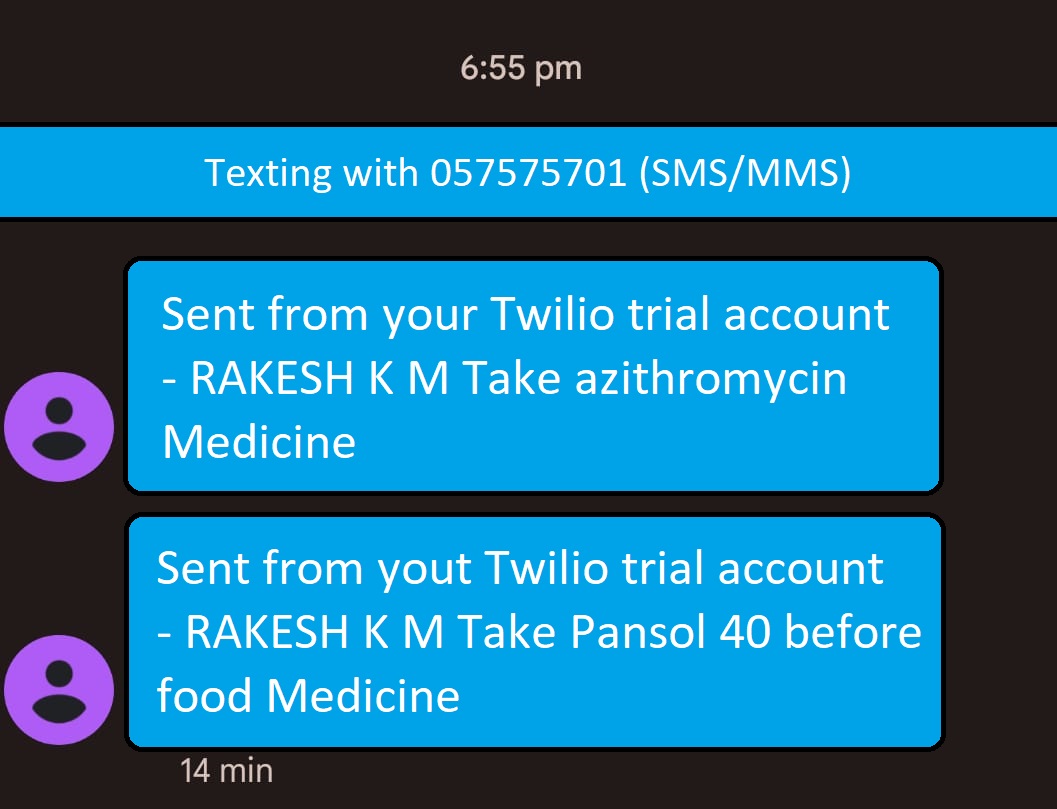 6:55 pm
Texting with 057575701 (SMS/MMS)
Sent from your Twilio trial account
- RAKESH K M Take azithromycin
Medicine
Sent from yout Twilio trial account
- RAKESH K M Take Pansol 40 before
food Medicine
14 min